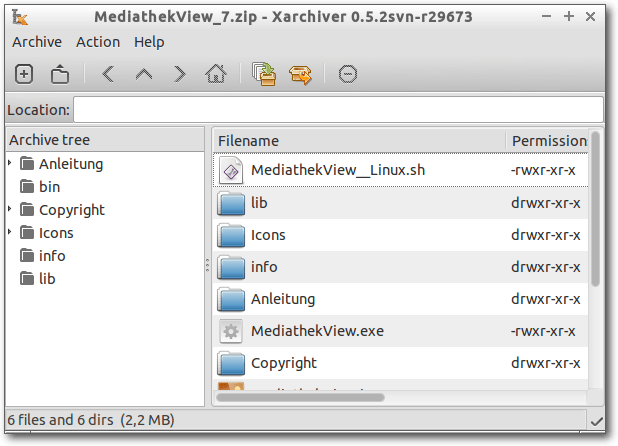 MediathekView_7.zip - Xarchiver 0.5.2svn-r29673
Archive Action Help
Location:
Archive tree
Anleitung
bin
Copyright
Icons
info
lib
Filename Permission
MediathekView__Linux.sh -rwxr-xr-x
lib drwxr-xr-x
Icons drwxr-xr-x
info drwxr-xr-x
Anleitung drwxr-xr-x
MediathekView.exe -rwxr-xr-x
Copyright drwxr-xr-x
6 files and 6 dirs (2,2 MB)